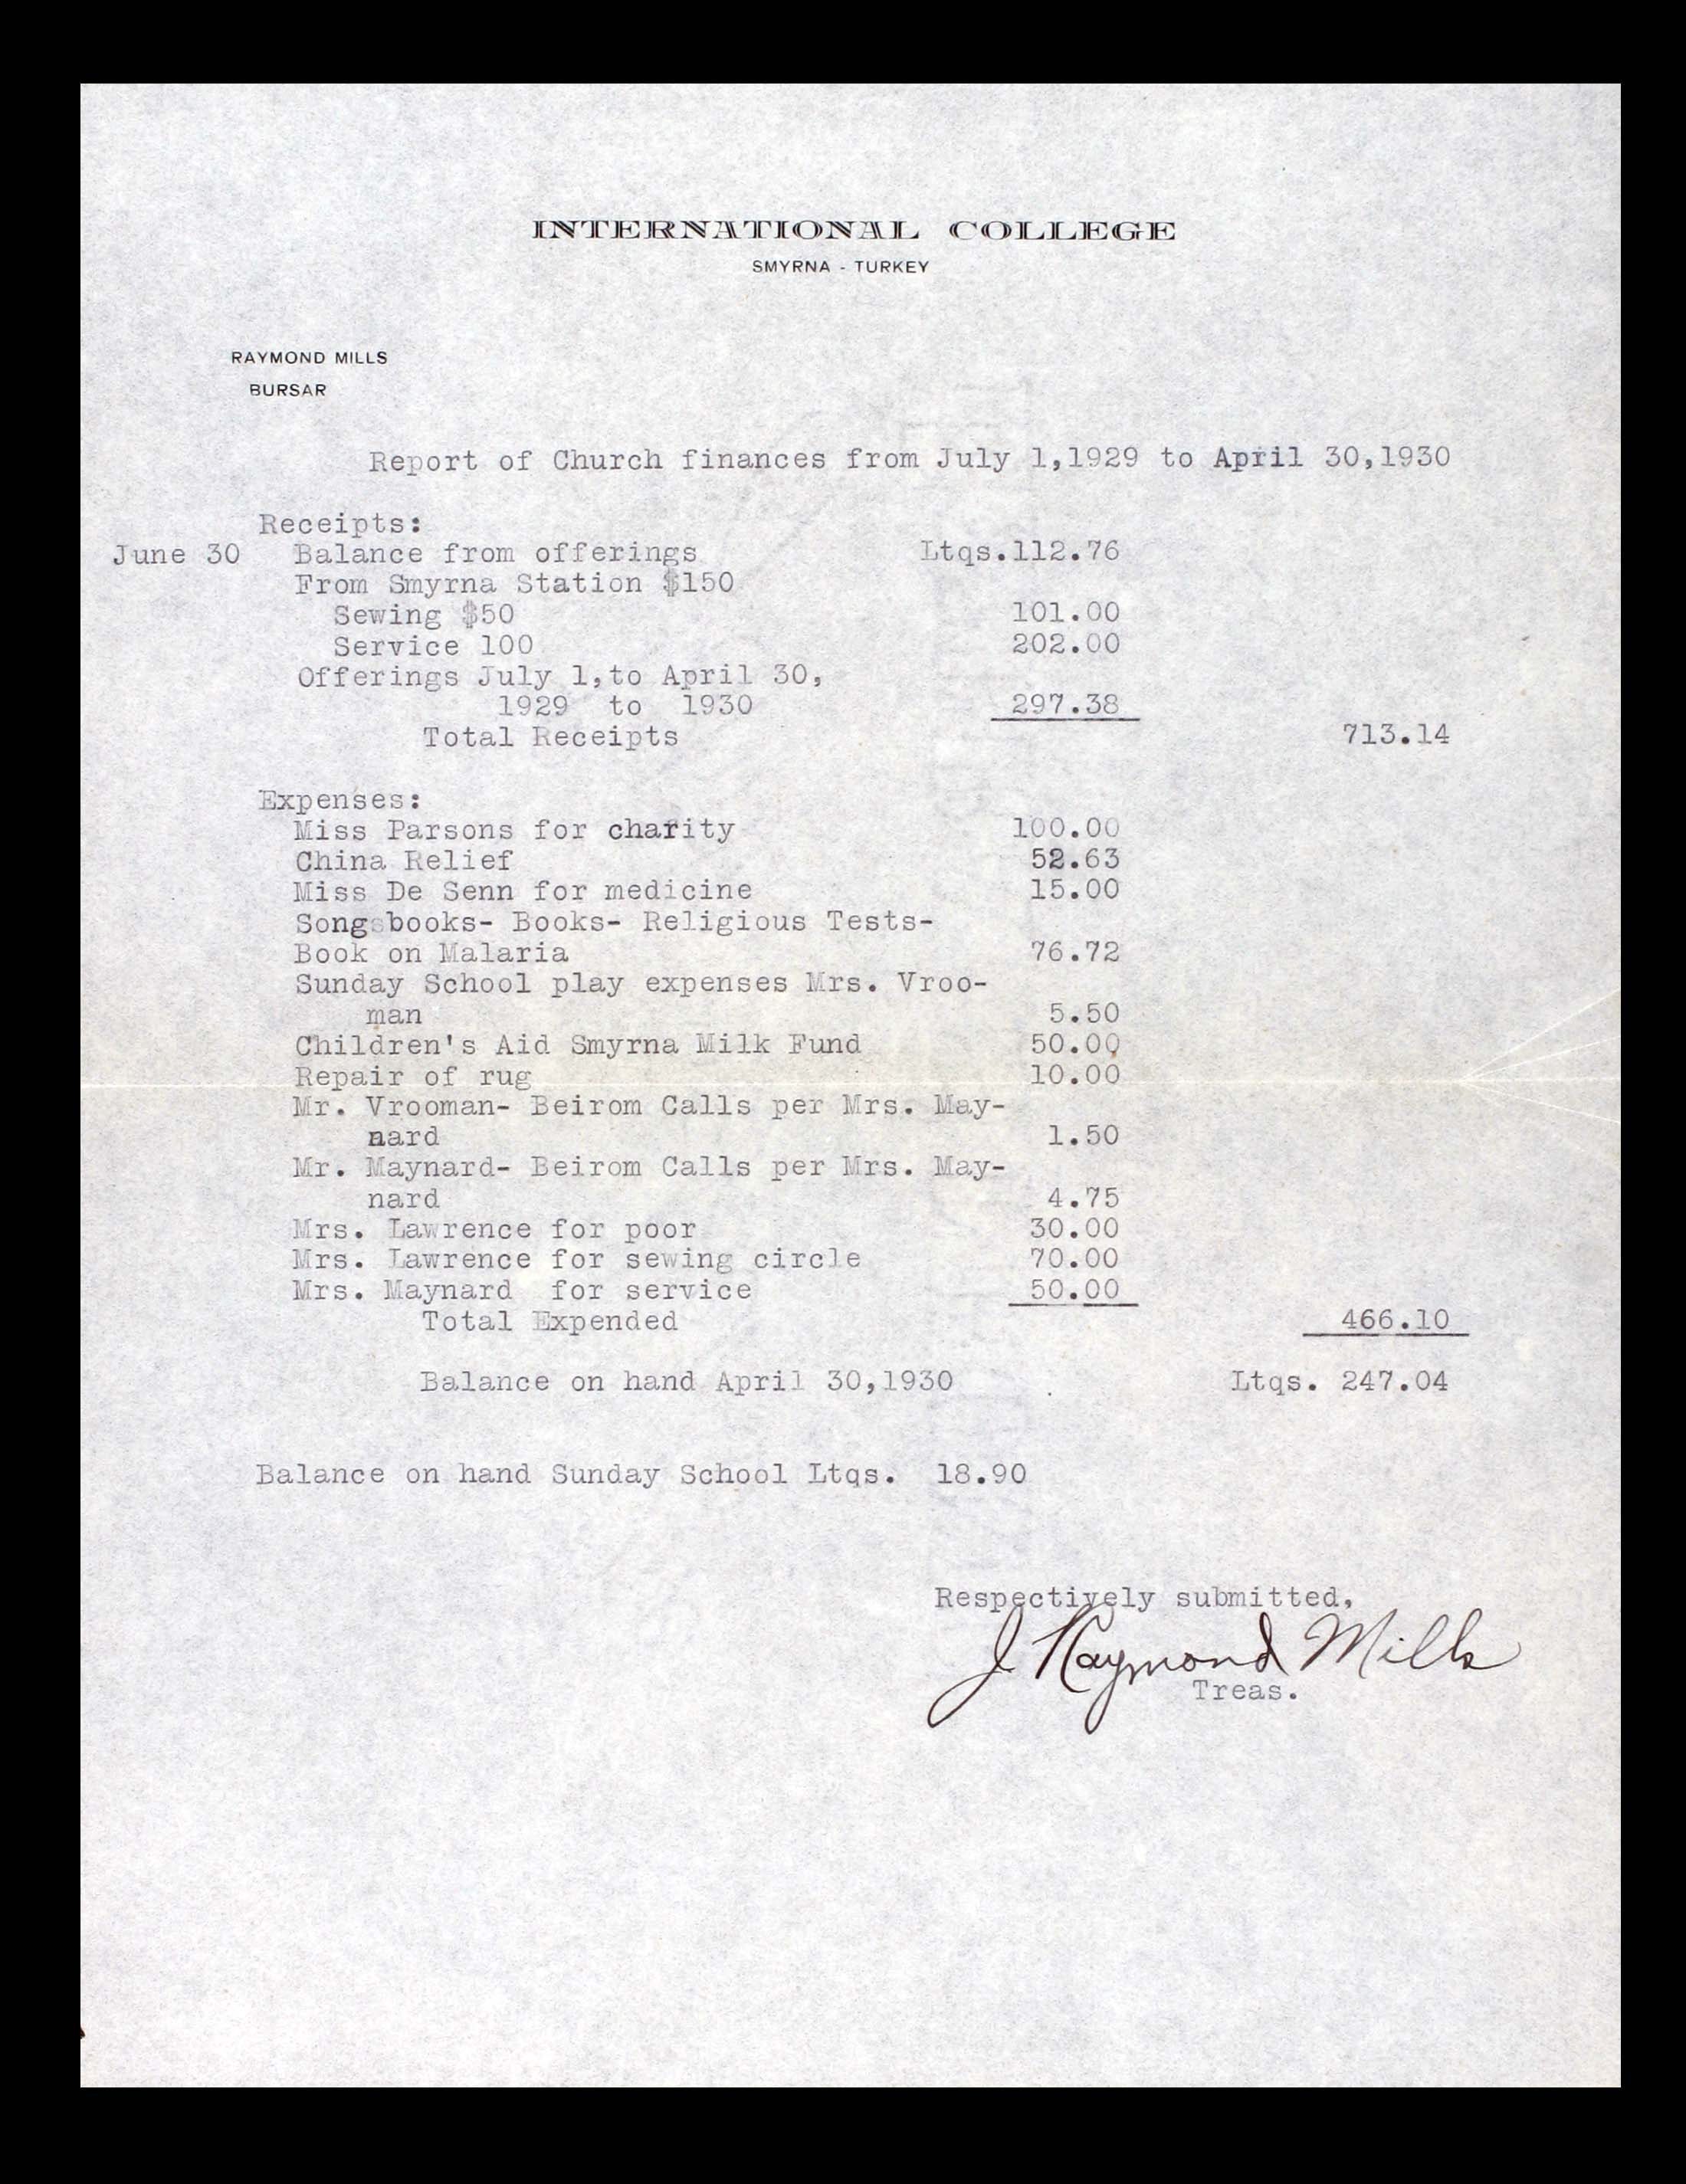 INTERNATIONAL COLLEGE
SMYRNA - TURKEY
RAYMOND MILLS
BURSAR
Report of Church finances from July 1,1929 to April 30,1930
Receipts:
June 30 Balance from offerings Ltqs.112.76
From Smyrna Station $150
Sewing $50 101.00
Service 100 202.00
Offerings July 1,to April 30,
1929 to 1930 297.38
Total Receipts 713.14
Expenses:
Miss Parsons for charity 100.00
China Relief 52.63
Miss De Senn for medicine 15.00
Songsbooks- Books- Religious Tests-
Book on Malaria 76.72
Sunday School play expenses Mrs. Vroo-
man 5.50
Children's Aid Smyrna Milk Fund 50.00
Repair of rug 10.00
Mr. Vrooman- Beirom Calls per Mrs. May-
nard 1.50
Mr. Maynard- Beirom Calls per Mrs. May-
nard 4.75
Mrs. Lawrence for poor 30.00
Mrs. Lawrence for sewing circle 70.00
Mrs. Maynard for service 50.00
Total Expended 466.10
Balance on hand April 30,1930 Ltqs. 247.04
Balance on hand Sunday School Ltqs. 18.90
Respectively submitted,
J Raymond Mills
Treas.